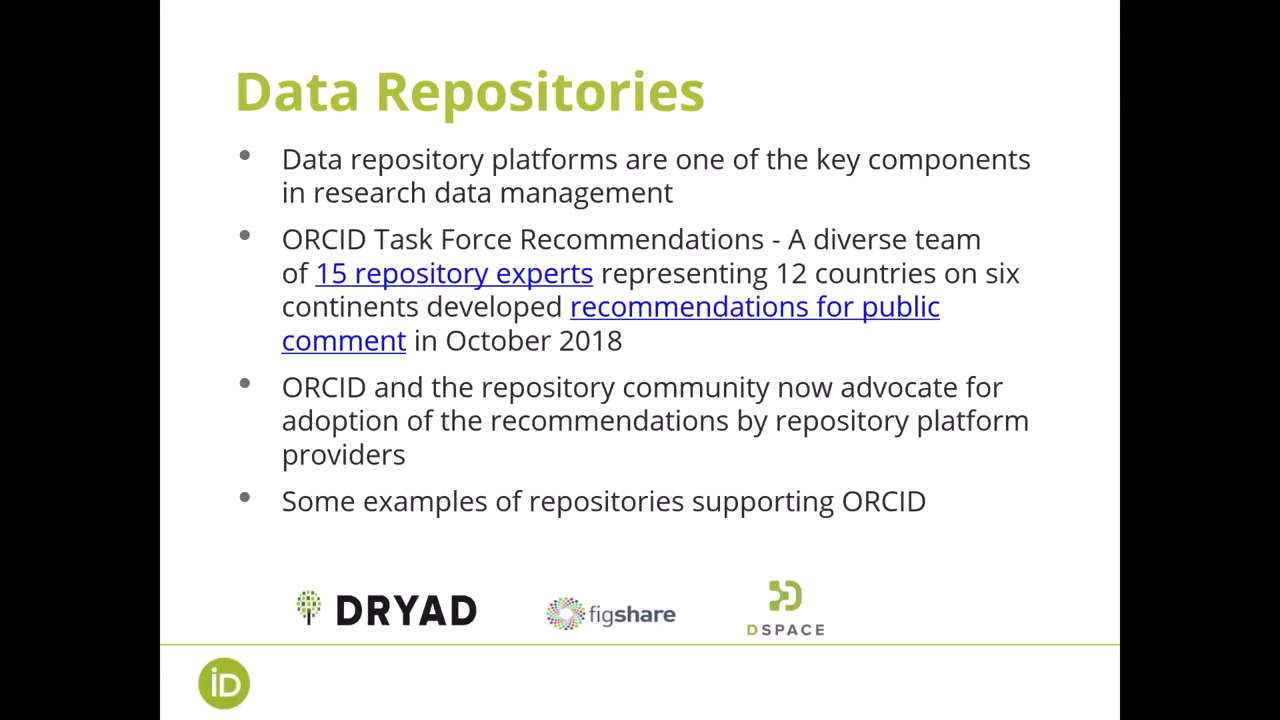 Data Repositories
• Data repository platforms are one of the key components
in research data management
• ORCID Task Force Recommendations - A diverse team
of 15 repository experts representing 12 countries on six
continents developed recommendations for public
comment in October 2018
• ORCID and the repository community now advocate for
adoption of the recommendations by repository platform
providers
• Some examples of repositories supporting ORCID
DRYAD
figshare
DSPACE
iD